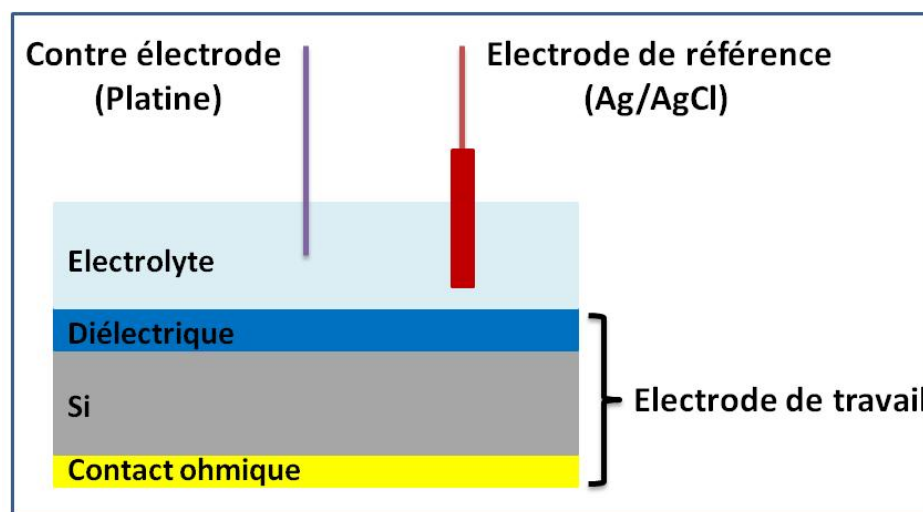 Contre électrode
(Platine)
Electrode de référence
(Ag/AgCl)
Electrolyte
Diélectrique
Si
Contact ohmique
Electrode de travail